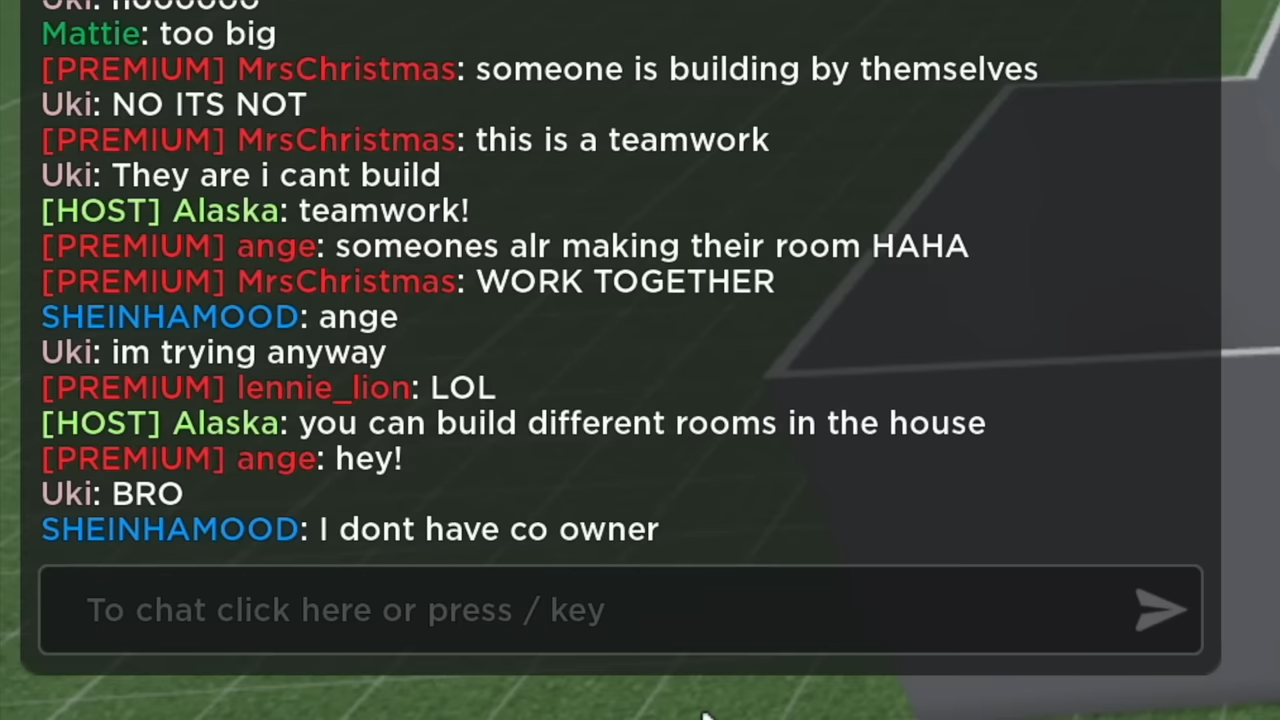 Uki: nooooooo
Mattie: too big
[PREMIUM] MrsChristmas: someone is building by themselves
Uki: NO ITS NOT
[PREMIUM] MrsChristmas: this is a teamwork
Uki: They are i cant build
[HOST] Alaska: teamwork!
[PREMIUM] ange: someones alr making their room HAHA
[PREMIUM] MrsChristmas: WORK TOGETHER
SHEINHAMOOD: ange
Uki: im trying anyway
[PREMIUM] lennie_lion: LOL
[HOST] Alaska: you can build different rooms in the house
[PREMIUM] ange: hey!
Uki: BRO
SHEINHAMOOD: I dont have co owner
To chat click here or press / key